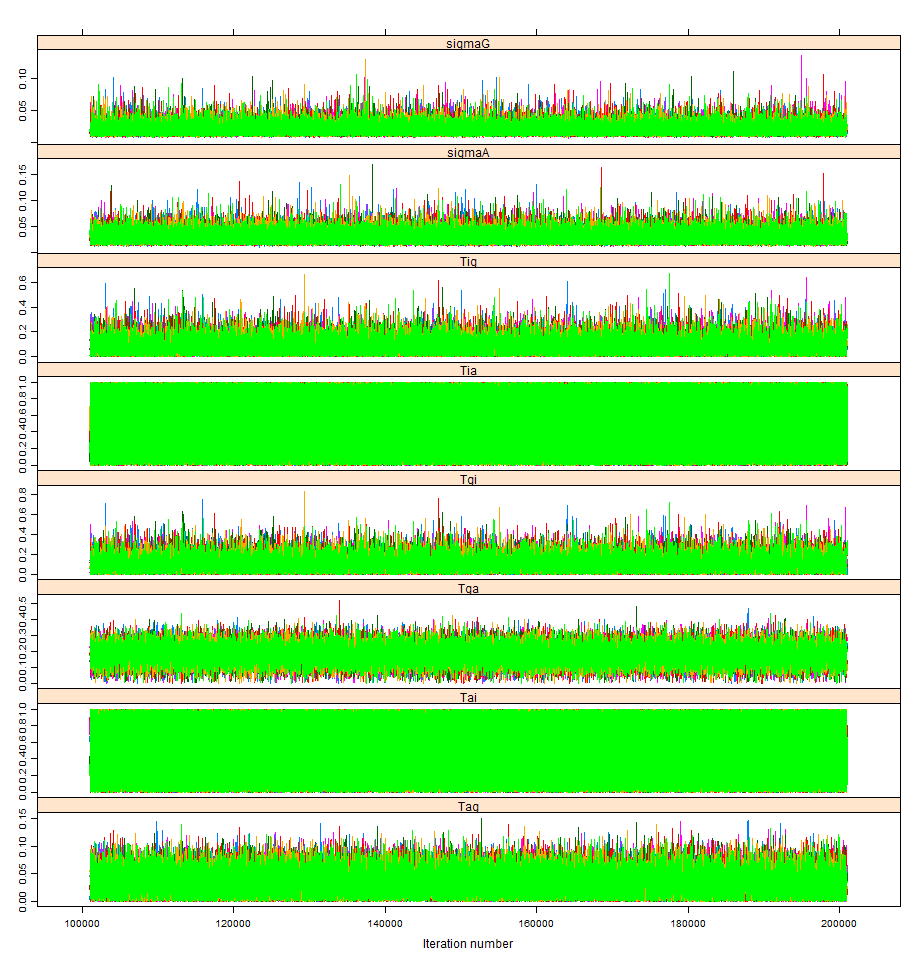 sigmaG
0.05 0.10
sigmaA
0.05 0.10 0.15
Tig
0.0 0.2 0.4 0.6
Tia
0.0 0.2 0.4 0.6 0.8 1.0
Tgi
0.0 0.2 0.4 0.6 0.8
Tga
0.0 0.1 0.2 0.3 0.4 0.5
Tai
0.0 0.2 0.4 0.6 0.8 1.0
Tag
0.00 0.05 0.10 0.15
100000 120000 140000 160000 180000 200000
Iteration number